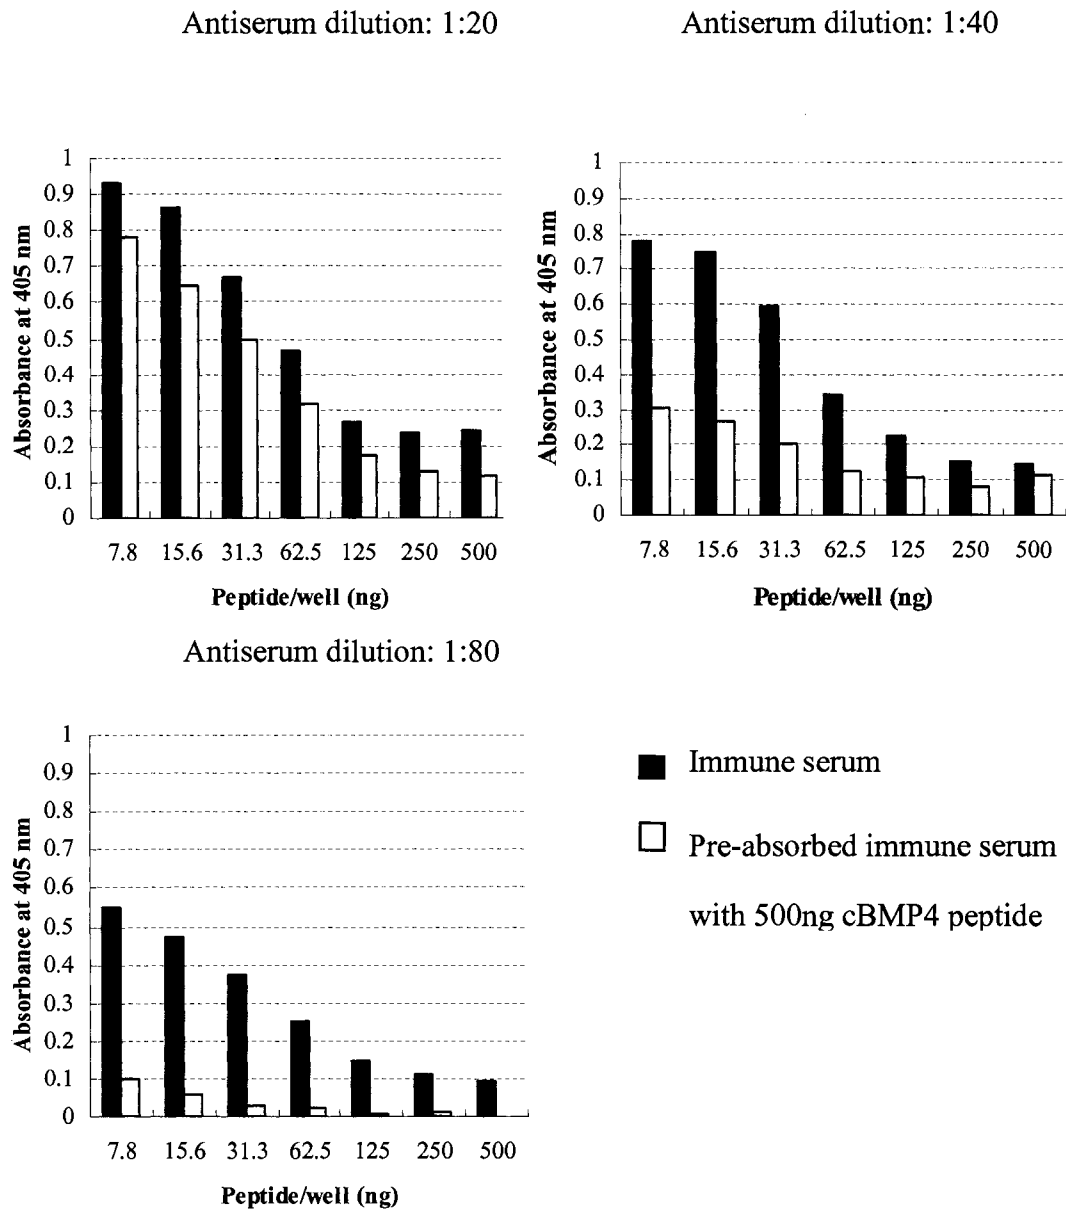 Antiserum dilution: 1:20
Antiserum dilution: 1:40
Absorbance at 405 nm
1
0.9
0.8
0.7
0.6
0.5
0.4
0.3
0.2
0.1
0
7.8 15.6 31.3 62.5 125 250 500
Peptide/well (ng)
Absorbance at 405 nm
1
0.9
0.8
0.7
0.6
0.5
0.4
0.3
0.2
0.1
0
7.8 15.6 31.3 62.5 125 250 500
Peptide/well (ng)
Antiserum dilution: 1:80
Absorbance at 405 nm
1
0.9
0.8
0.7
0.6
0.5
0.4
0.3
0.2
0.1
0
7.8 15.6 31.3 62.5 125 250 500
Peptide/well (ng)
Immune serum
Pre-absorbed immune serum
with 500ng cBMP4 peptide